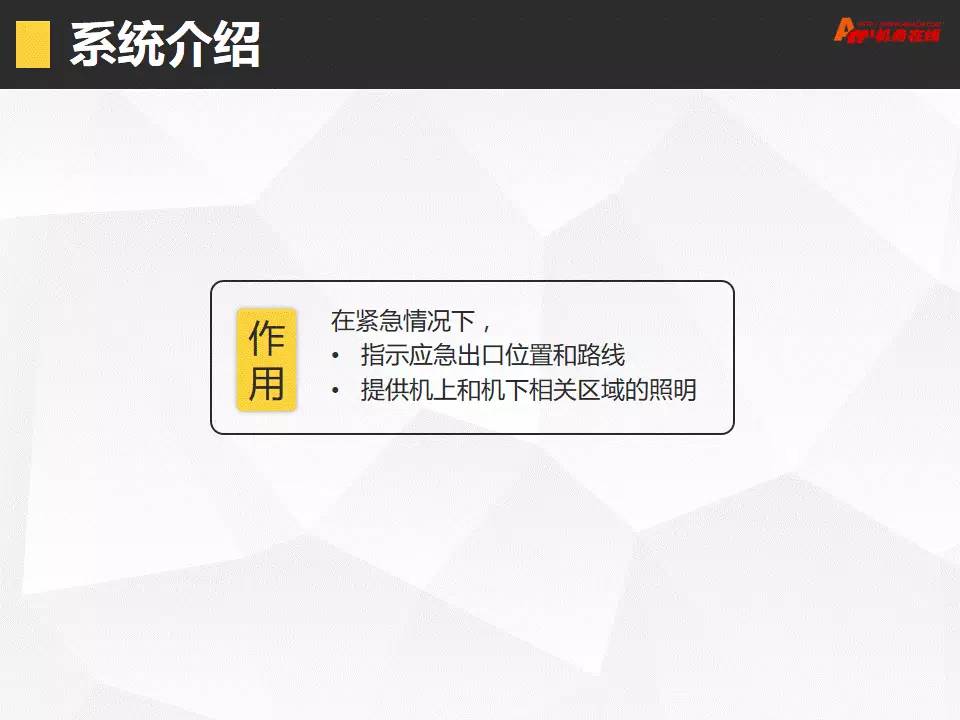 系统介绍
机务在线
作用
在紧急情况下，
• 指示应急出口位置和路线
• 提供机上和机下相关区域的照明